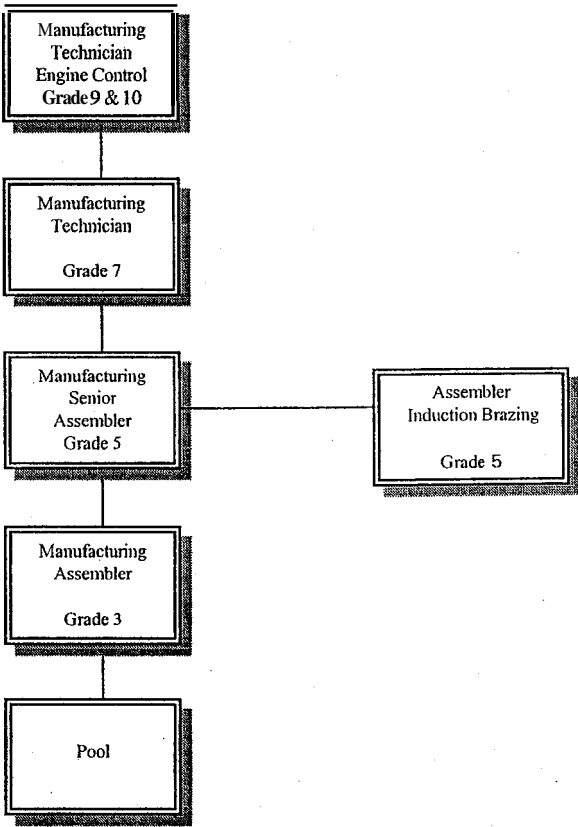 Manufacturing
Technician
Engine Control
Grade 9 & 10
Manufacturing
Technician
Grade 7
Manufacturing
Senior
Assembler
Grade 5
Assembler
Induction Brazing
Grade 5
Manufacturing
Assembler
Grade 3
Pool